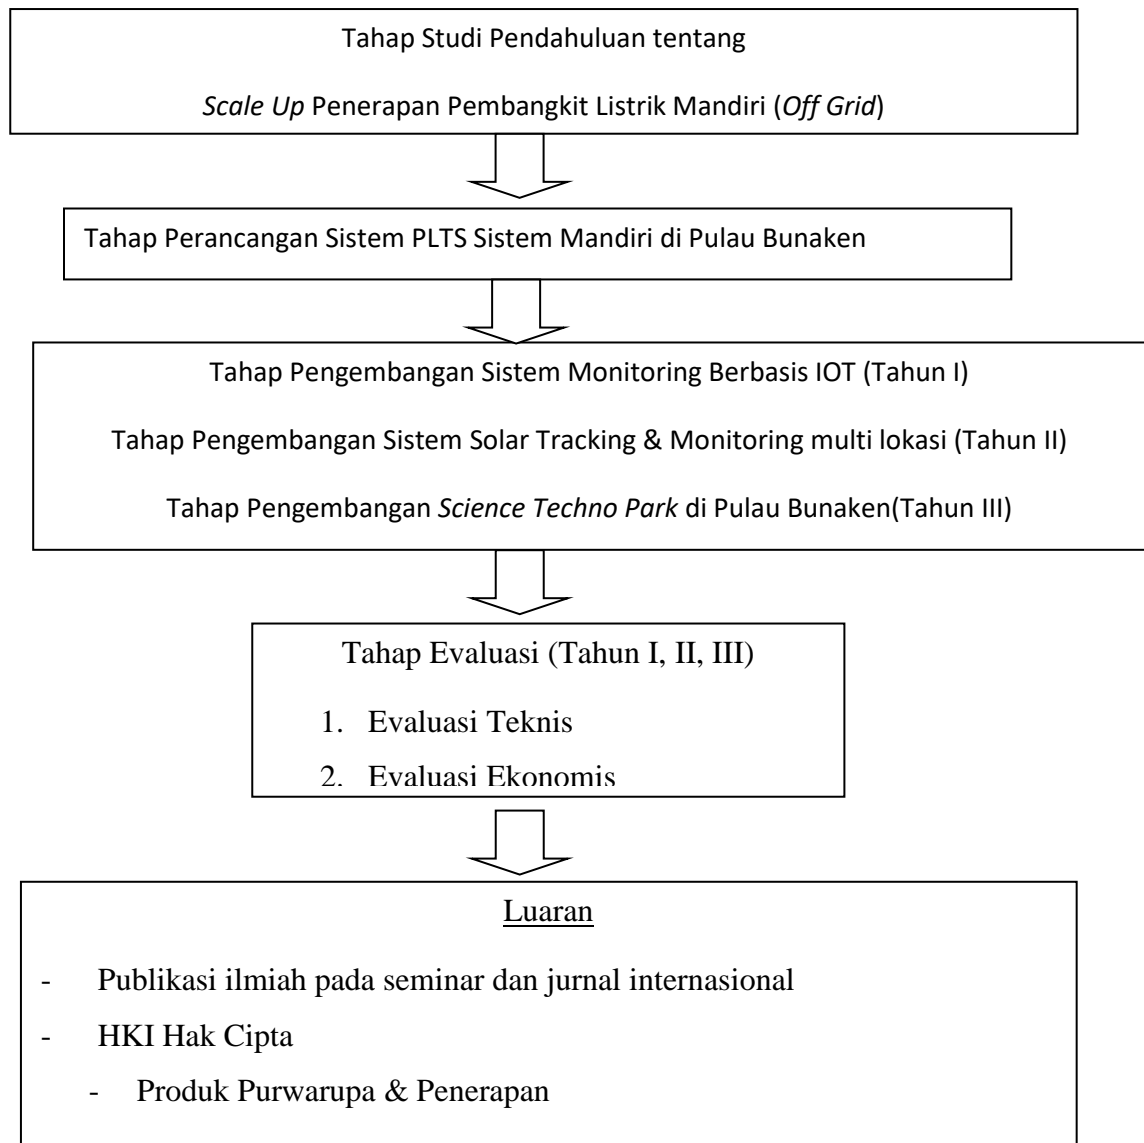 Tahap Studi Pendahuluan tentang
Scale Up Penerapan Pembangkit Listrik Mandiri (Off Grid)
Tahap Perancangan Sistem PLTS Sistem Mandiri di Pulau Bunaken
Tahap Pengembangan Sistem Monitoring Berbasis IOT (Tahun I)
Tahap Pengembangan Sistem Solar Tracking & Monitoring multi lokasi (Tahun II)
Tahap Pengembangan Science Techno Park di Pulau Bunaken(Tahun III)
Tahap Evaluasi (Tahun I, II, III)
1. Evaluasi Teknis
2. Evaluasi Ekonomis
Luaran
- Publikasi ilmiah pada seminar dan jurnal internasional
- HKI Hak Cipta
- Produk Purwarupa & Penerapan